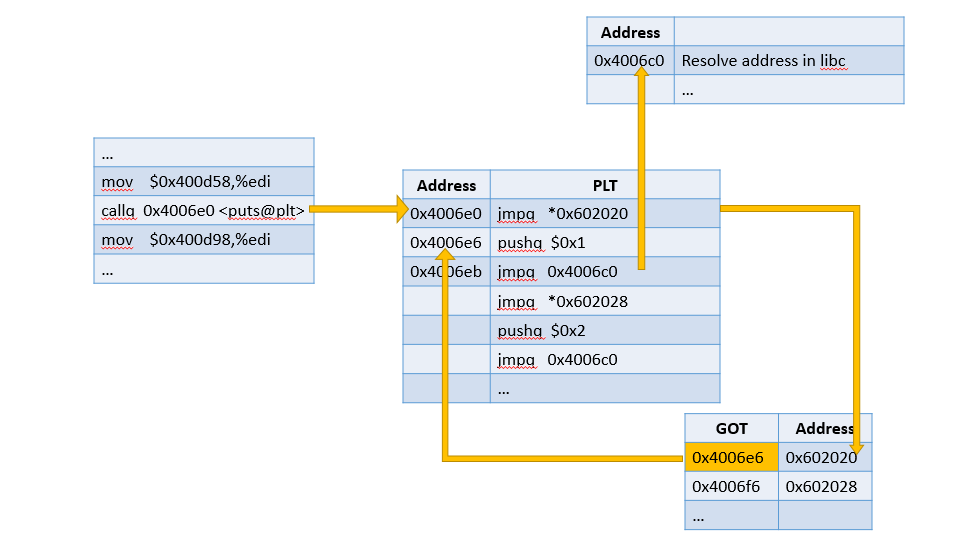 Address
0x4006c0 Resolve address in libc
...
...
mov $0x400d58,%edi
callq 0x4006e0 <puts@plt>
mov $0x400d98,%edi
...
Address PLT
0x4006e0 jmpq *0x602020
0x4006e6 pushq $0x1
0x4006eb jmpq 0x4006c0
jmpq *0x602028
pushq $0x2
jmpq 0x4006c0
...
GOT Address
0x4006e6 0x602020
0x4006f6 0x602028
...